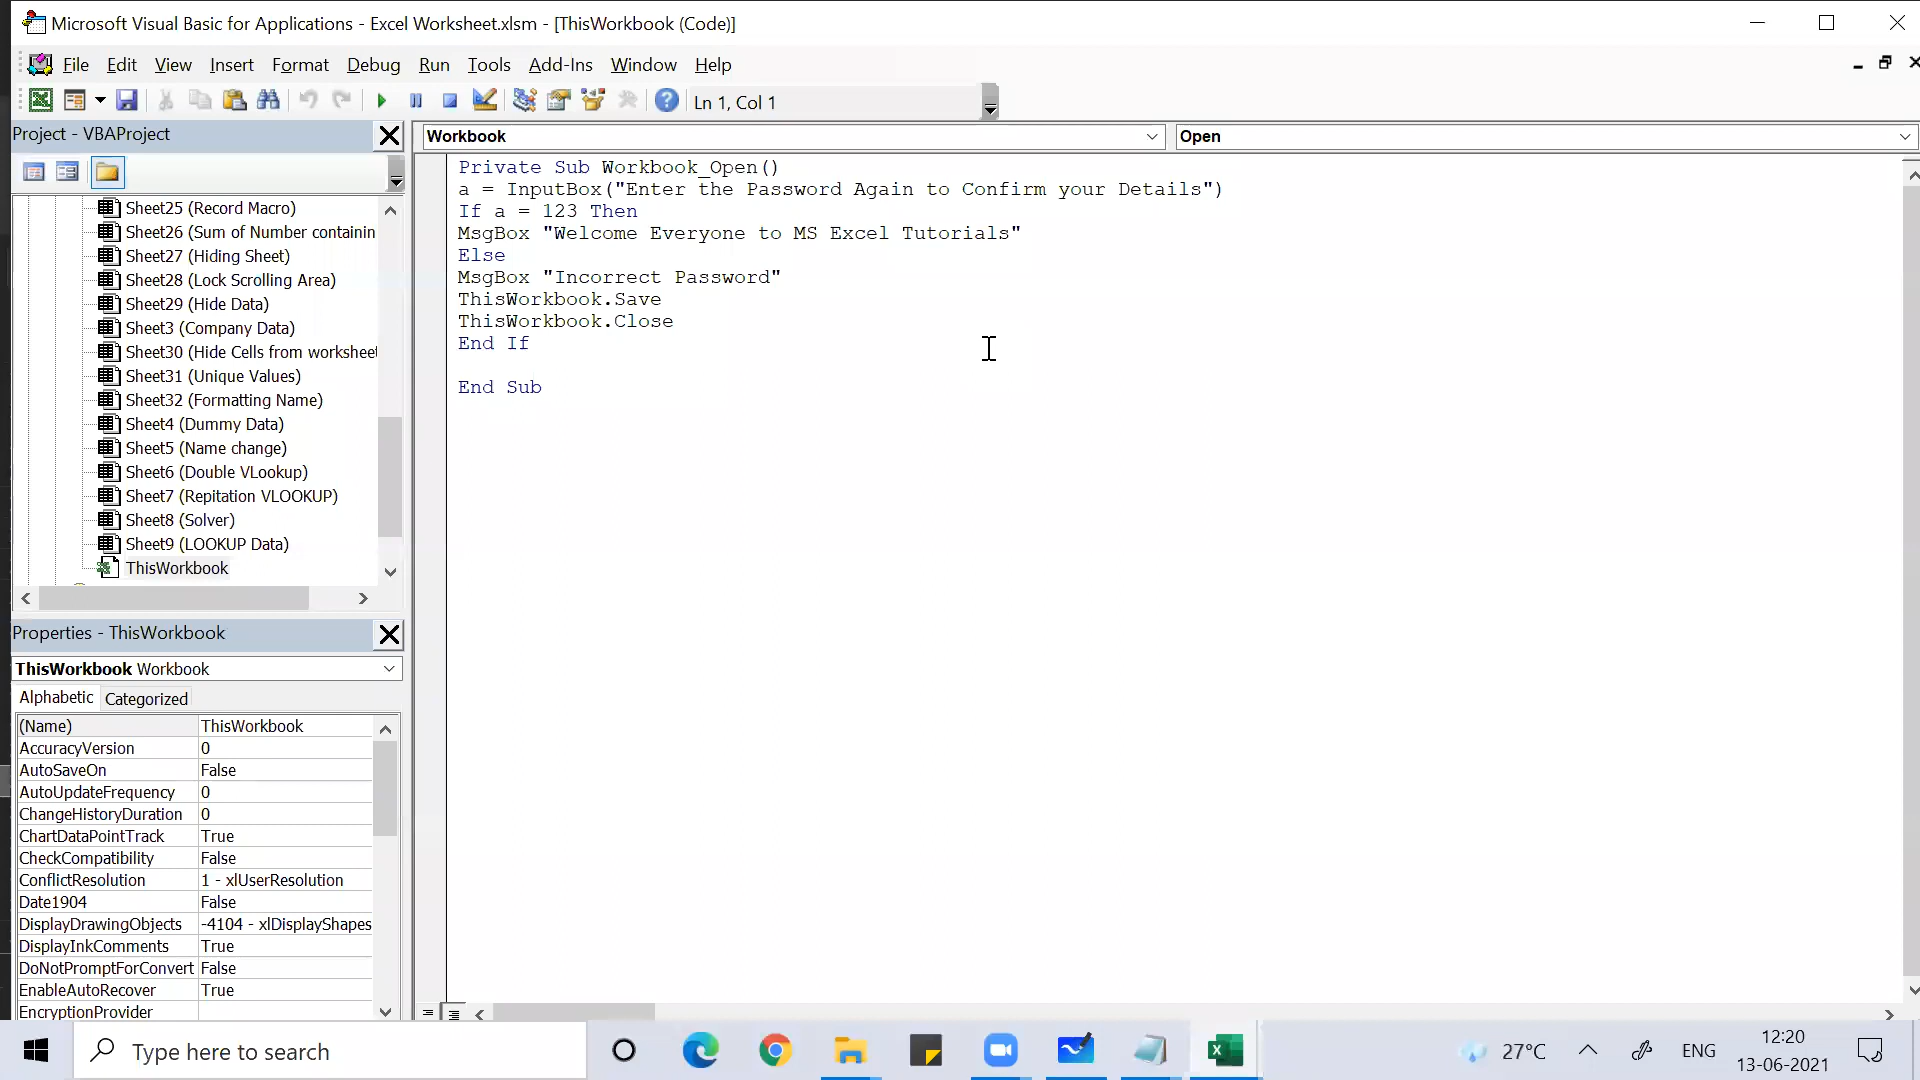 Microsoft Visual Basic for Applications - Excel Worksheet.xlsm - [ThisWorkbook (Code)]
File Edit View Insert Format Debug Run Tools Add-Ins Window Help
Ln 1, Col 1
Project - VBAProject
Workbook
Open
Sheet25 (Record Macro)
Sheet26 (Sum of Number containin
Sheet27 (Hiding Sheet)
Sheet28 (Lock Scrolling Area)
Sheet29 (Hide Data)
Sheet3 (Company Data)
Sheet30 (Hide Cells from workshee
Sheet31 (Unique Values)
Sheet32 (Formatting Name)
Sheet4 (Dummy Data)
Sheet5 (Name change)
Sheet6 (Double VLookup)
Sheet7 (Repitation VLOOKUP)
Sheet8 (Solver)
Sheet9 (LOOKUP Data)
ThisWorkbook
Private Sub Workbook_Open()
a = InputBox("Enter the Password Again to Confirm your Details")
If a = 123 Then
MsgBox "Welcome Everyone to MS Excel Tutorials"
Else
MsgBox "Incorrect Password"
ThisWorkbook.Save
ThisWorkbook.Close
End If
End Sub
Properties - ThisWorkbook
ThisWorkbook Workbook
Alphabetic Categorized
(Name) ThisWorkbook
AccuracyVersion 0
AutoSaveOn False
AutoUpdateFrequency 0
ChangeHistoryDuration 0
ChartDataPointTrack True
CheckCompatibility False
ConflictResolution 1 - xlUserResolution
Date1904 False
DisplayDrawingObjects -4104 - xlDisplayShapes
DisplayInkComments True
DoNotPromptForConvert False
EnableAutoRecover True
EncryptionProvider
Type here to search
27°C
ENG
12:20
13-06-2021